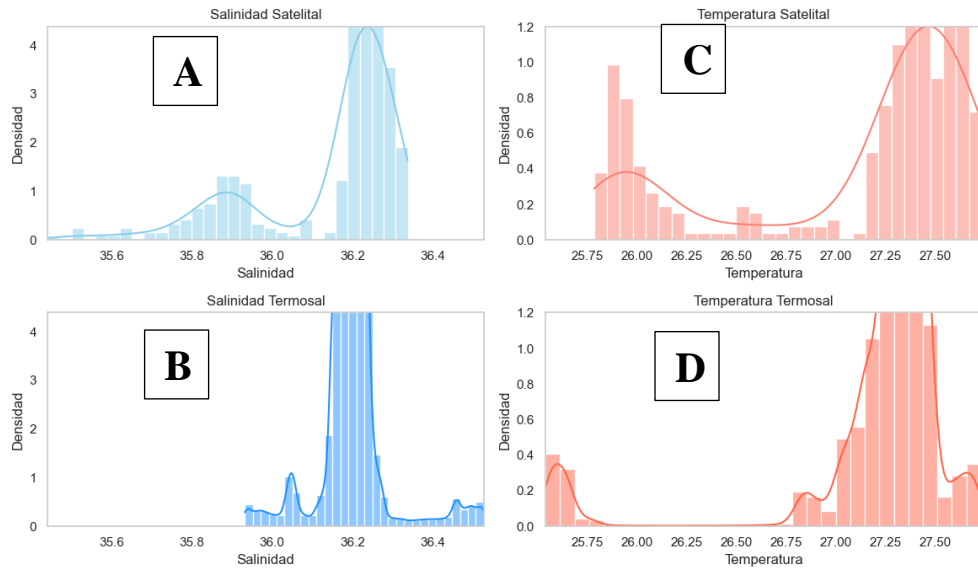 Salinidad Satelital
A
Densidad
4
3
2
1
0
35.6 35.8 36.0 36.2 36.4
Salinidad
Temperatura Satelital
C
Densidad
1.2
1.0
0.8
0.6
0.4
0.2
0.0
25.75 26.00 26.25 26.50 26.75 27.00 27.25 27.50
Temperatura
Salinidad Termosal
B
Densidad
4
3
2
1
0
35.6 35.8 36.0 36.2 36.4
Salinidad
Temperatura Termosal
D
Densidad
1.2
1.0
0.8
0.6
0.4
0.2
0.0
25.75 26.00 26.25 26.50 26.75 27.00 27.25 27.50
Temperatura